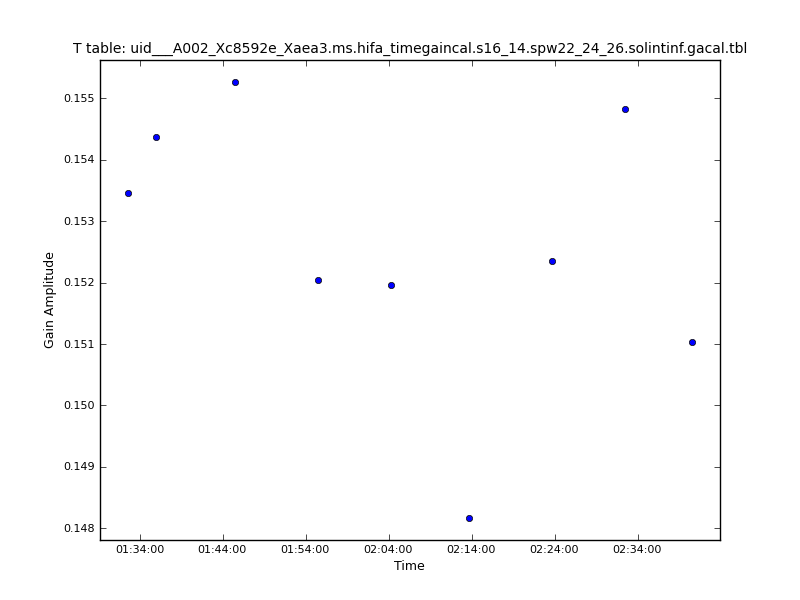 T table: uid___A002_Xc8592e_Xaea3.ms.hifa_timegaincal.s16_14.spw22_24_26.solintinf.gacal.tbl
0.155
0.154
0.153
0.152
0.151
0.150
0.149
0.148
Gain Amplitude
01:34:00 01:44:00 01:54:00 02:04:00 02:14:00 02:24:00 02:34:00
Time